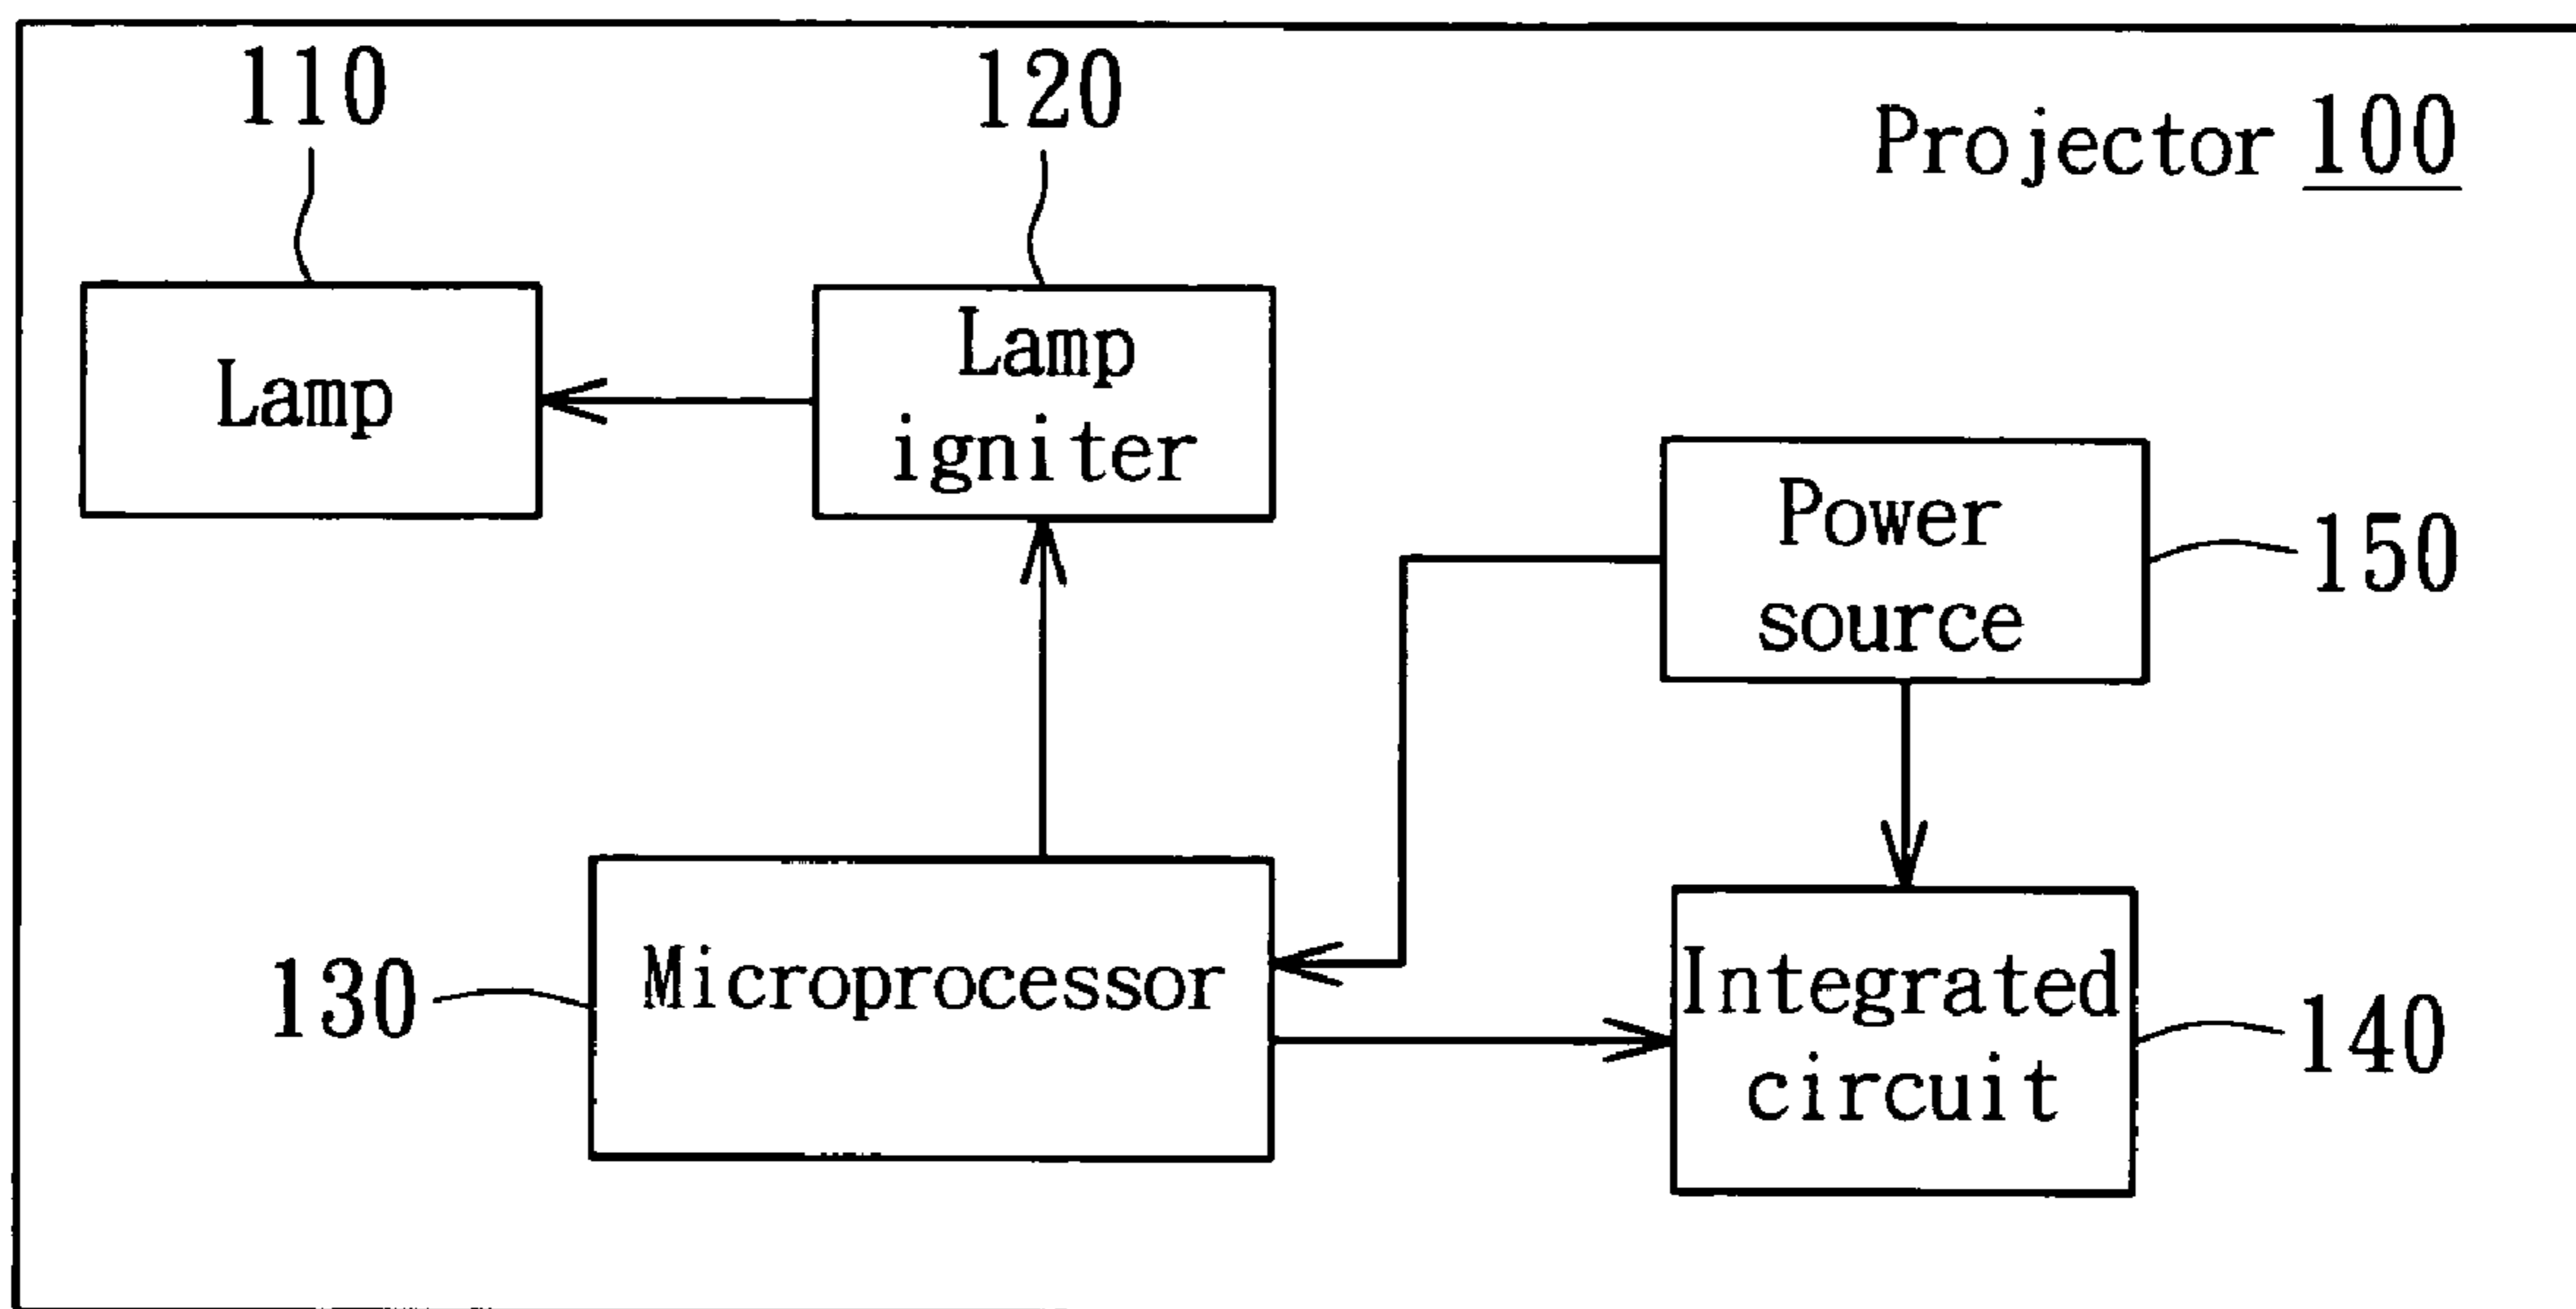 110
120
Projector 100
Lamp
Lamp
igniter
Power
source
150
130
Microprocessor
Integrated
circuit
140